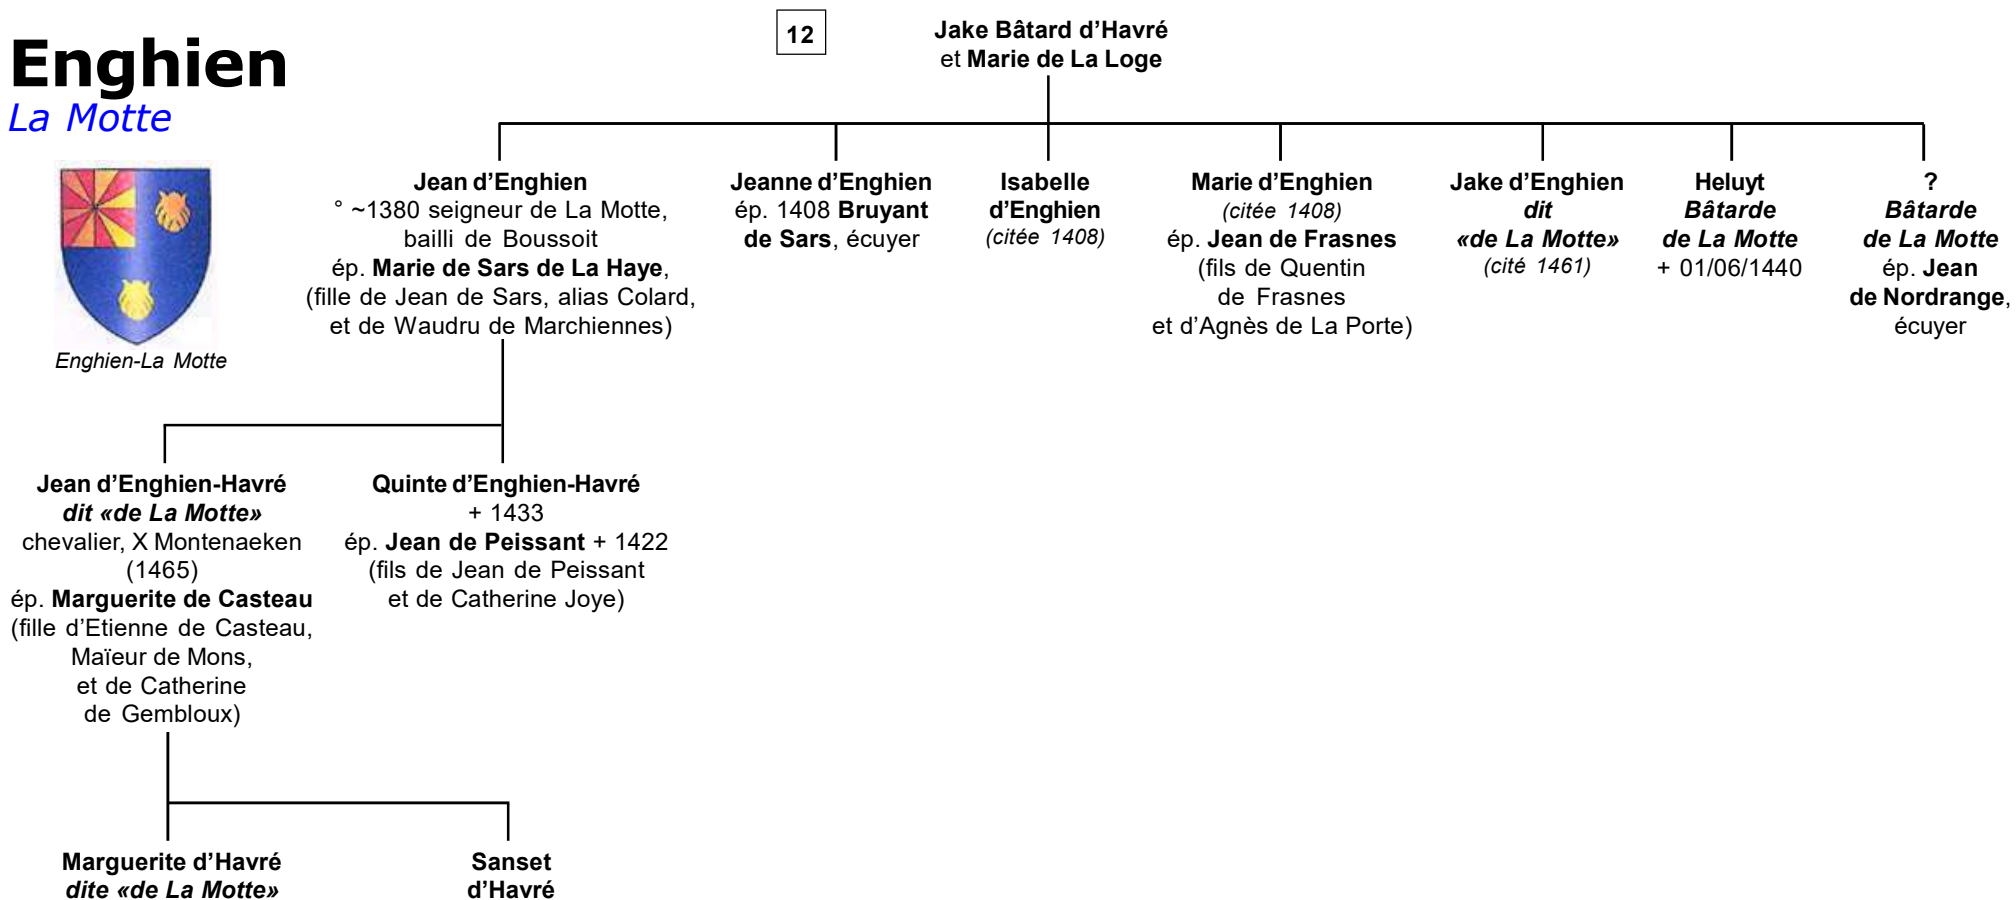 Enghien
La Motte
Enghien-La Motte
12
Jake Bâtard d’Havré
et Marie de La Loge
Jean d’Enghien
° ~1380 seigneur de La Motte,
bailli de Boussoit
ép. Marie de Sars de La Haye,
(fille de Jean de Sars, alias Colard,
et de Waudru de Marchiennes)
Jeanne d’Enghien
ép. 1408 Bruyant
de Sars, écuyer
Isabelle
d’Enghien
(citée 1408)
Marie d’Enghien
(citée 1408)
ép. Jean de Frasnes
(fils de Quentin
de Frasnes
et d’Agnès de La Porte)
Jake d’Enghien
dit
«de La Motte»
(cité 1461)
Heluyt
Bâtarde
de La Motte
+ 01/06/1440
?
Bâtarde
de La Motte
ép. Jean
de Nordrange,
écuyer
Jean d’Enghien-Havré
dit «de La Motte»
chevalier, X Montenaeken
(1465)
ép. Marguerite de Casteau
(fille d’Etienne de Casteau,
Maïeur de Mons,
et de Catherine
de Gembloux)
Quinte d’Enghien-Havré
+ 1433
ép. Jean de Peissant + 1422
(fils de Jean de Peissant
et de Catherine Joye)
Marguerite d’Havré
dite «de La Motte»
Sanset
d’Havré